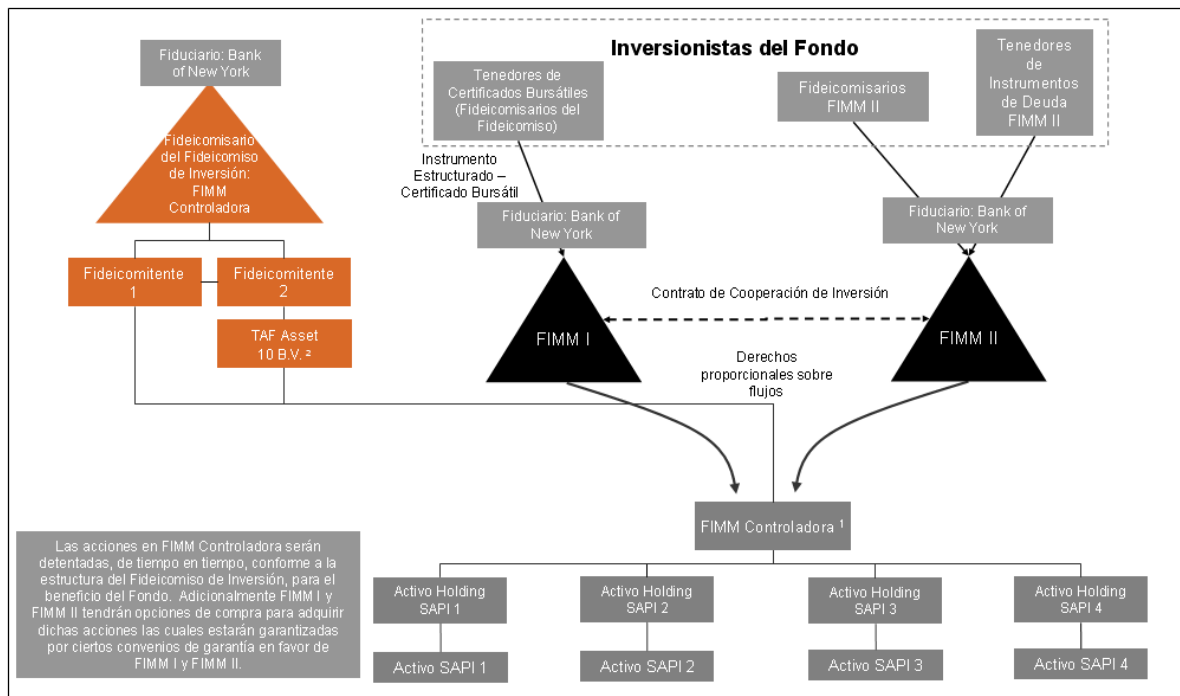 Fiduciario: Bank
of New York
Fideicomisario
del Fideicomiso
de Inversión:
FIMM
Controladora
Fideicomitente
1
Fideicomitente
2
TAF Asset
10 B.V. ²
Inversionistas del Fondo
Tenedores de
Certificados Bursátiles
(Fideicomisarios del
Fideicomiso)
Fideicomisarios
FIMM II
Tenedores
de
Instrumentos
de Deuda
FIMM II
Instrumento
Estructurado –
Certificado Bursátil
Fiduciario: Bank of
New York
Fiduciario: Bank of
New York
Contrato de Cooperación de Inversión
FIMM I
FIMM II
Derechos
proporcionales sobre
flujos
FIMM Controladora ¹
Las acciones en FIMM Controladora serán
detentadas, de tiempo en tiempo, conforme a la
estructura del Fideicomiso de Inversión, para el
beneficio del Fondo. Adicionalmente FIMM I y
FIMM II tendrán opciones de compra para adquirir
dichas acciones las cuales estarán garantizadas
por ciertos convenios de garantía en favor de
FIMM I y FIMM II.
Activo Holding
SAPI 1
Activo Holding
SAPI 2
Activo Holding
SAPI 3
Activo Holding
SAPI 4
Activo SAPI 1
Activo SAPI 2
Activo SAPI 3
Activo SAPI 4